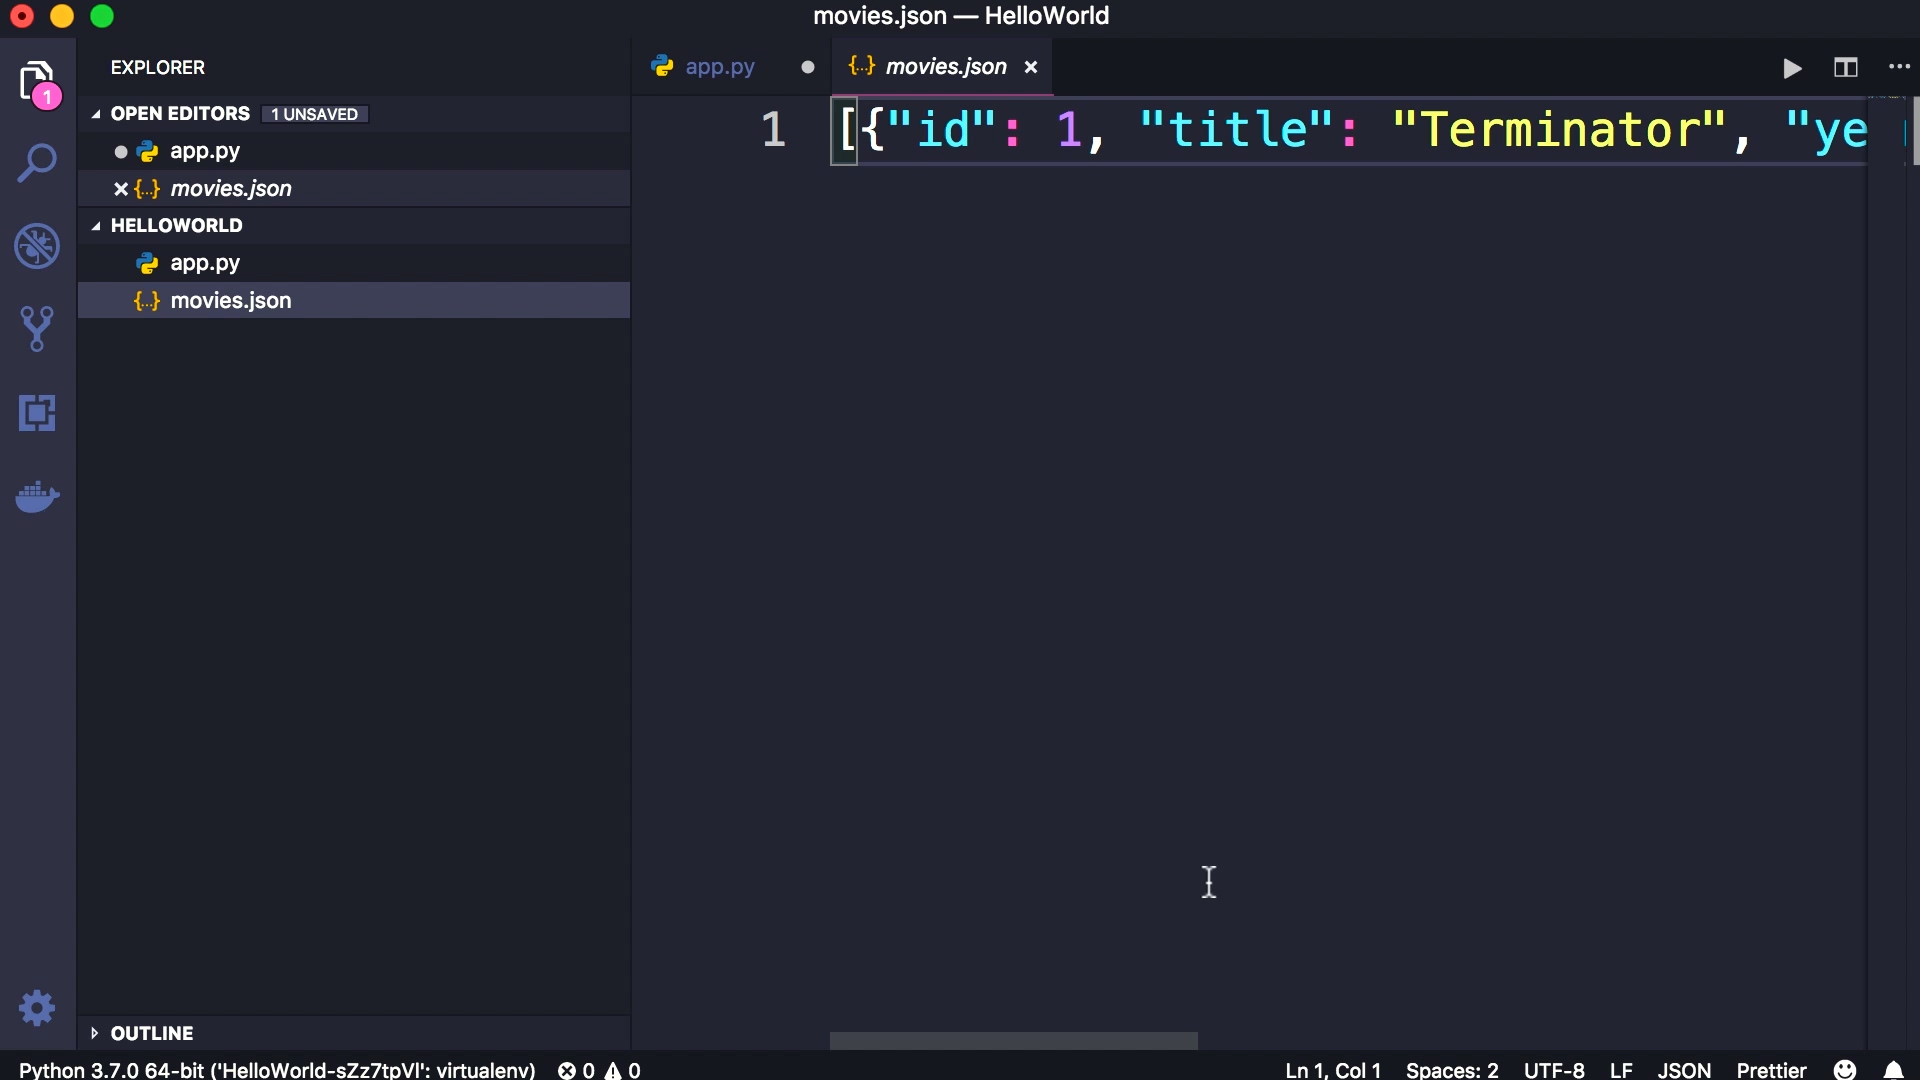 movies.json — HelloWorld
EXPLORER
OPEN EDITORS 1 UNSAVED
app.py
movies.json
HELLOWORLD
app.py
movies.json
OUTLINE
1
app.py
{..} movies.json ×
1 [{"id": 1, "title": "Terminator", "ye
Python 3.7.0 64-bit ('HelloWorld-sZz7tpVl': virtualenv) 0 0
Ln 1, Col 1 Spaces: 2 UTF-8 LF JSON Prettier